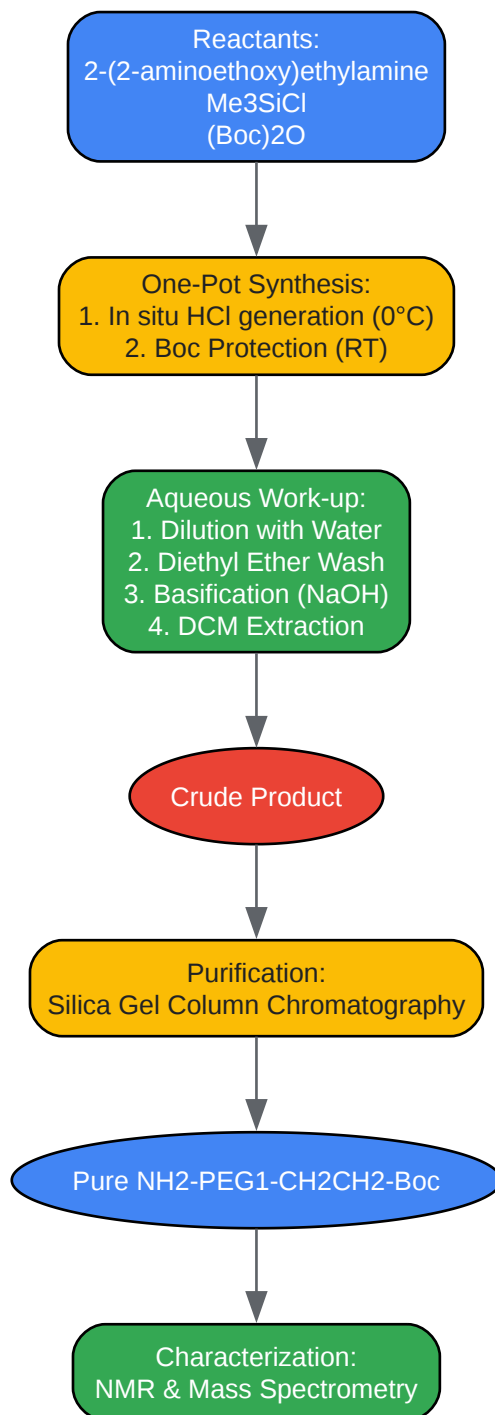 Reactants:
2-(2-aminoethoxy)ethylamine
Me3SiCl
(Boc)2O
One-Pot Synthesis:
1. In situ HCl generation (0°C)
2. Boc Protection (RT)
Aqueous Work-up:
1. Dilution with Water
2. Diethyl Ether Wash
3. Basification (NaOH)
4. DCM Extraction
Crude Product
Purification:
Silica Gel Column Chromatography
Pure NH2-PEG1-CH2CH2-Boc
Characterization:
NMR & Mass Spectrometry